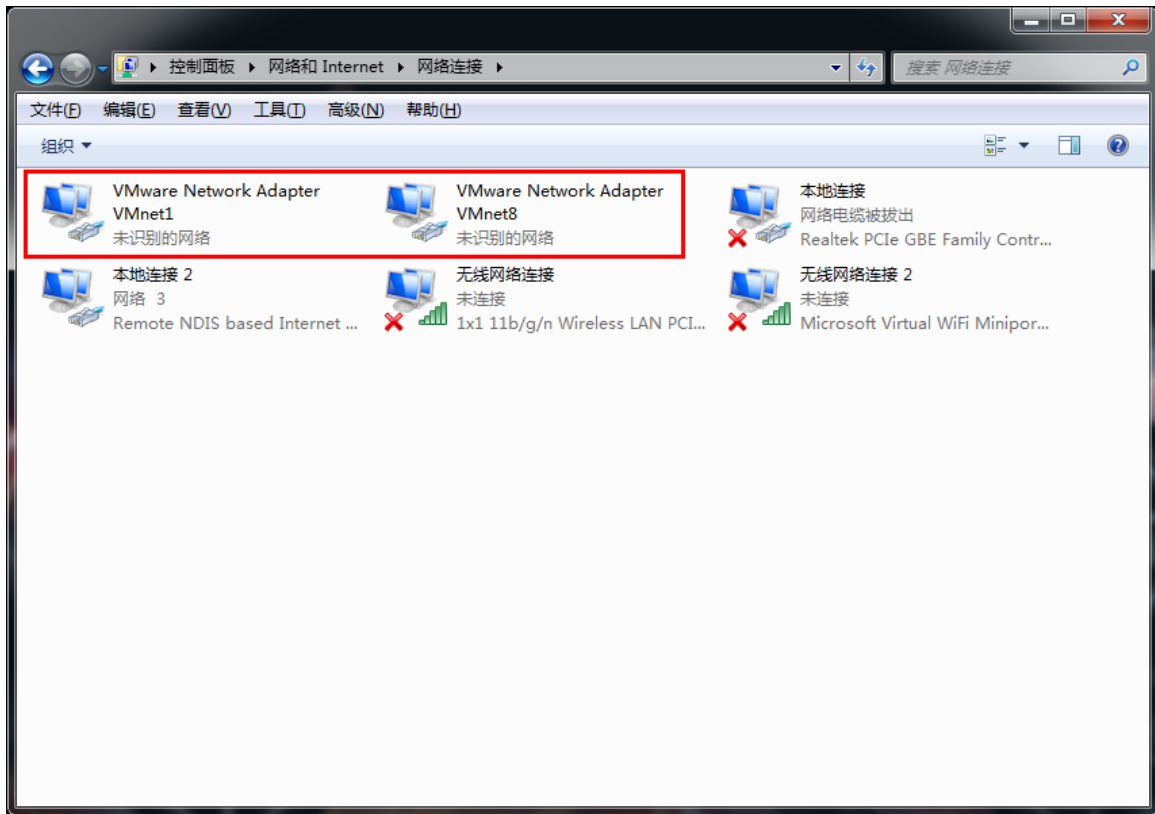 控制面板 网络和 Internet 网络连接
搜索 网络连接
文件(F) 编辑(E) 查看(V) 工具(T) 高级(N) 帮助(H)
组织
VMware Network Adapter
VMnet1
未识别的网络
VMware Network Adapter
VMnet8
未识别的网络
本地连接
网络电缆被拔出
Realtek PCIe GBE Family Contr...
本地连接 2
网络 3
Remote NDIS based Internet ...
无线网络连接
未连接
1x1 11b/g/n Wireless LAN PCI...
无线网络连接 2
未连接
Microsoft Virtual WiFi Minipor...